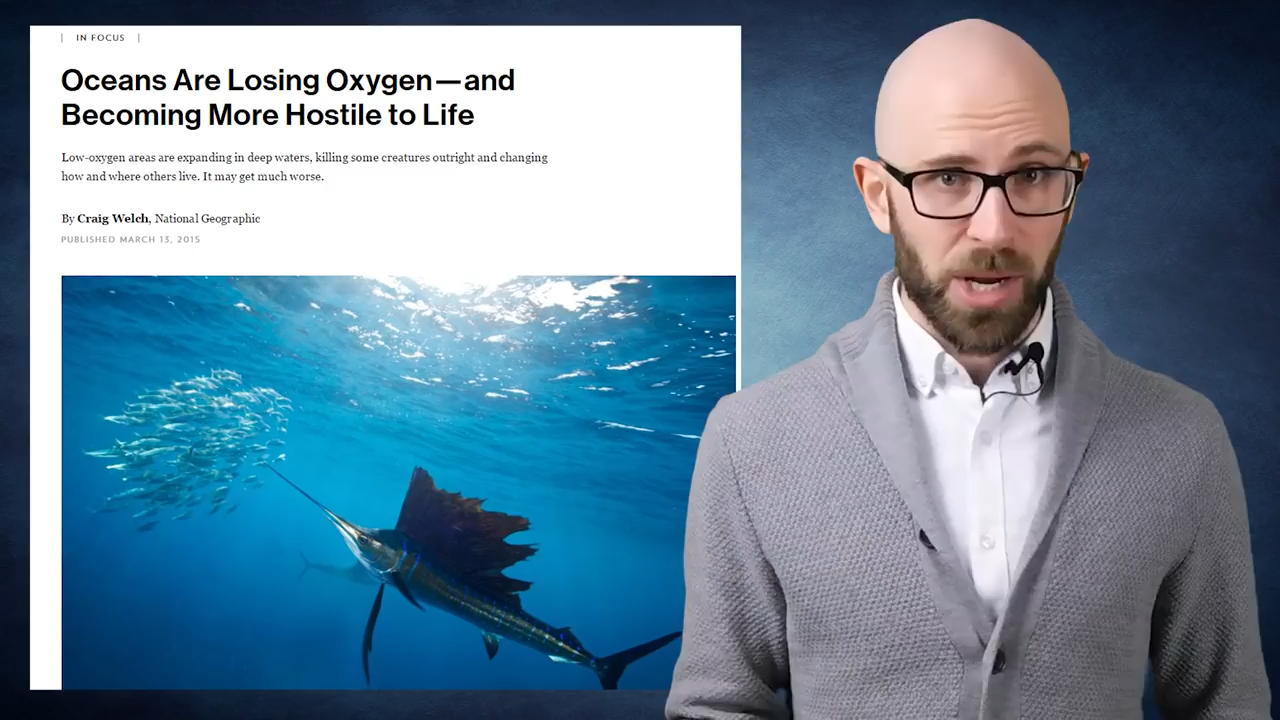 | IN FOCUS |
Oceans Are Losing Oxygen—and
Becoming More Hostile to Life
Low-oxygen areas are expanding in deep waters, killing some creatures outright and changing
how and where others live. It may get much worse.
By Craig Welch, National Geographic
PUBLISHED MARCH 13, 2015